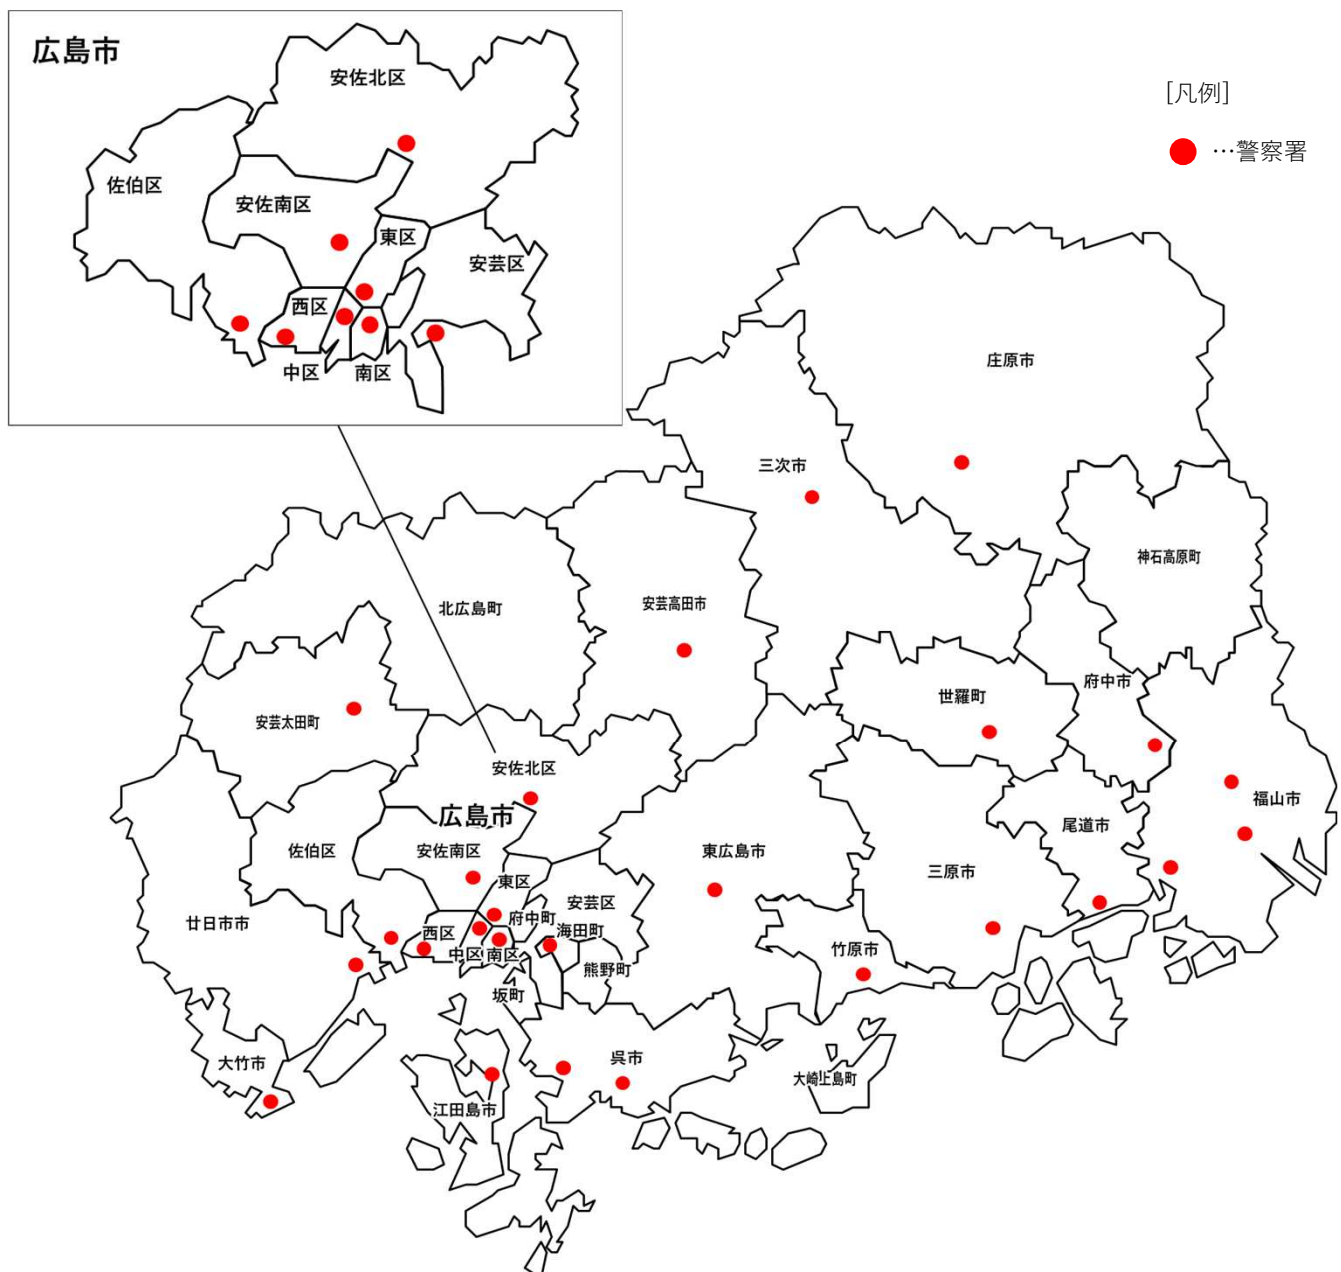 広島市
安佐北区
佐伯区
安佐南区
東区
安芸区
西区
中区
南区
[凡例]
…警察署
庄原市
三次市
神石高原町
安芸高田市
北広島町
府中市
世羅町
安芸太田町
安佐北区
福山市
広島市
尾道市
佐伯区
安佐南区
東広島市
三原市
東区
安芸区
廿日市市
府中町
西区
海田町
中区
南区
竹原市
熊野町
坂町
呉市
大竹市
大崎上島町
江田島市